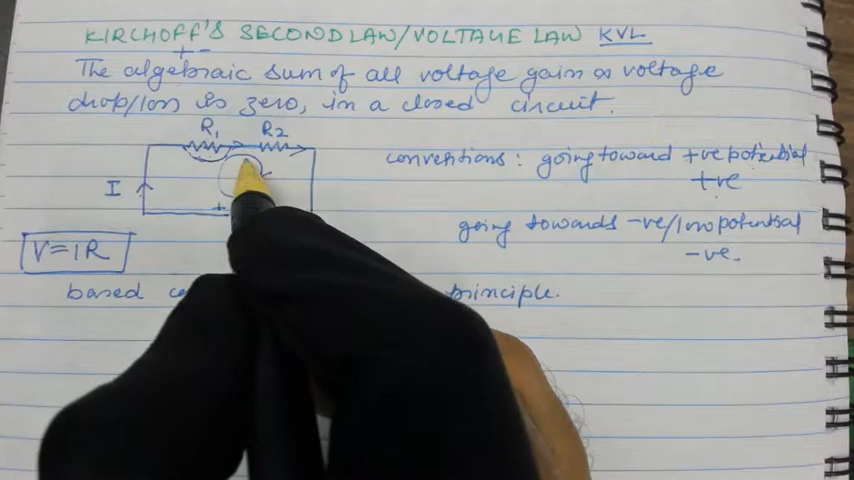 KIRCHOFF'S SECOND LAW/VOLTAGE LAW KVL
+ -
The algebraic sum of all voltage gain or voltage
drop/loss is zero, in a closed circuit.
R1 R2
conventions: going toward +ve potential
+ve
I
+
going towards -ve/low potential
-ve.
V=IR
based principle.